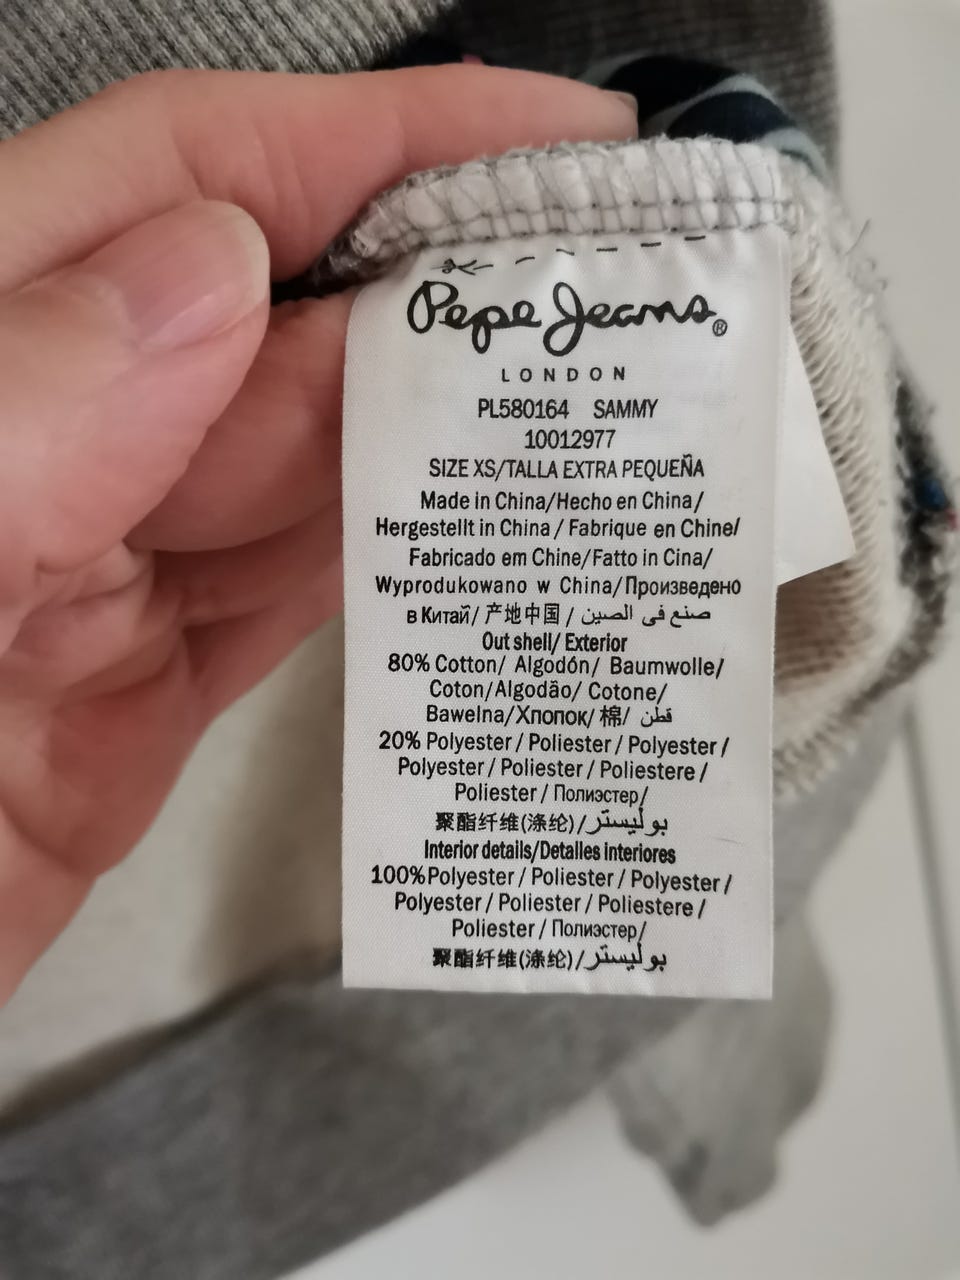 Pepe Jeans®
LONDON
PL580164 SAMMY
10012977
SIZE XS/TALLA EXTRA PEQUEÑA
Made in China/Hecho en China/
Hergestellt in China / Fabrique en Chine/
Fabricado em Chine/Fatto in Cina/
Wyprodukowano w China/Произведено
в Китай/ 产地中国 / صنع فى الصين
Out shell/ Exterior
80% Cotton/ Algodón/ Baumwolle/
Coton/Algodão/ Cotone/
Bawelna/Хлопок/ 棉/ قطن
20% Polyester / Poliester / Polyester /
Polyester / Poliester / Poliestere /
Poliester / Полиэстер/
聚酯纤维(涤纶)/بوليستر
Interior details/Detalles interiores
100%Polyester / Poliester / Polyester /
Polyester / Poliester / Poliestere /
Poliester / Полиэстер/
聚酯纤维(涤纶)/بوليستر